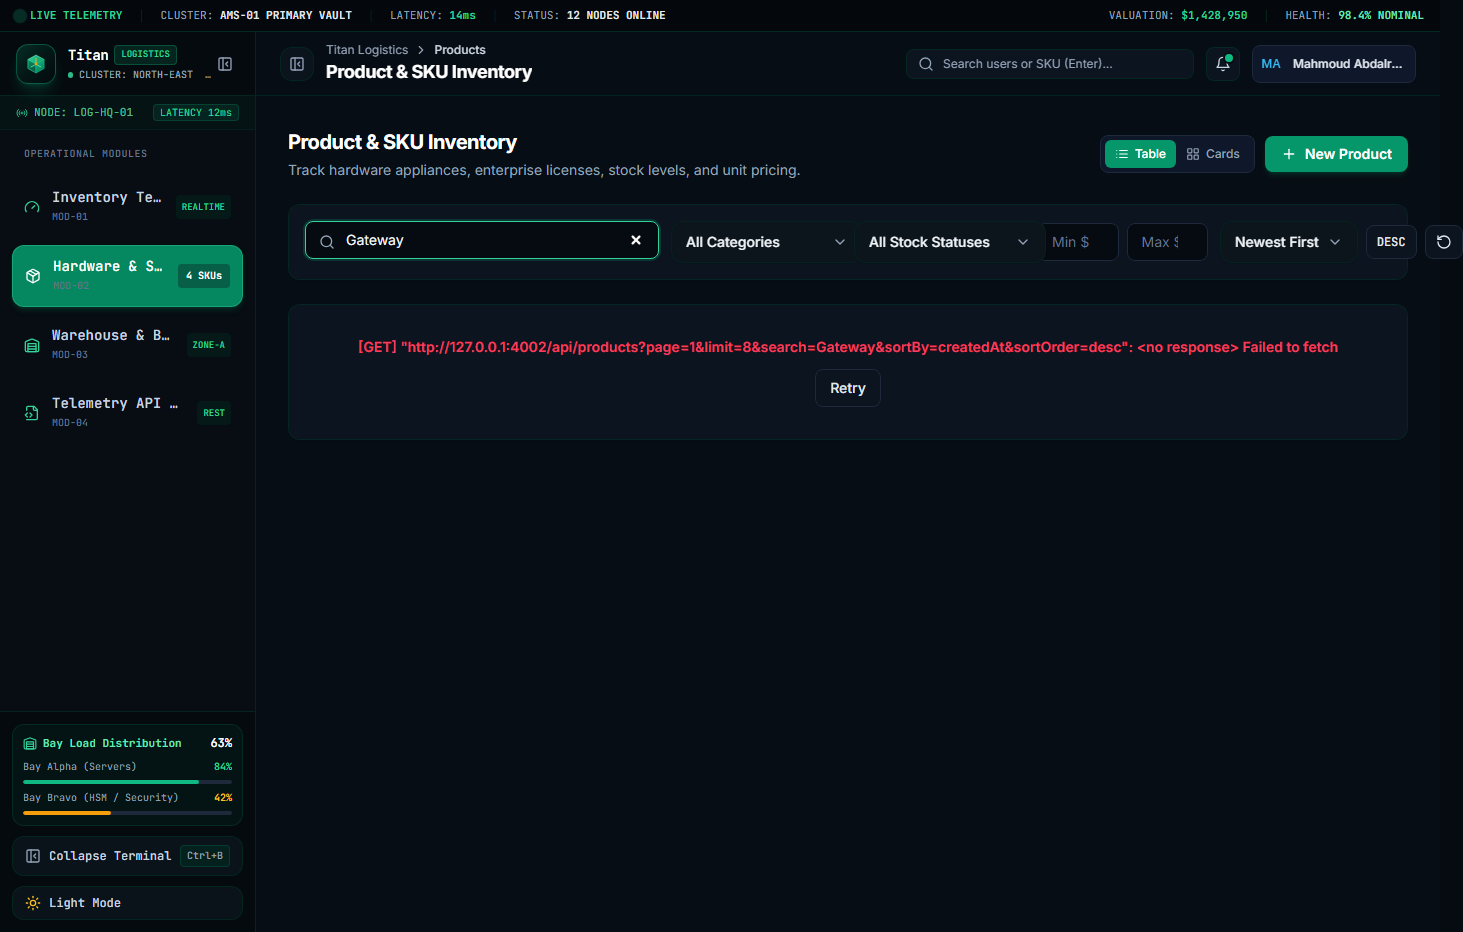 LIVE TELEMETRY
CLUSTER: AMS-01 PRIMARY VAULT
LATENCY: 14ms
STATUS: 12 NODES ONLINE
VALUATION: $1,428,950
HEALTH: 98.4% NOMINAL
Titan LOGISTICS
CLUSTER: NORTH-EAST …
NODE: LOG-HQ-01 LATENCY 12ms
OPERATIONAL MODULES
Inventory Te… REALTIME
MOD-01
Hardware & S… 4 SKUs
MOD-02
Warehouse & B… ZONE-A
MOD-03
Telemetry API … REST
MOD-04
Bay Load Distribution 63%
Bay Alpha (Servers) 84%
Bay Bravo (HSM / Security) 42%
Collapse Terminal Ctrl+B
Light Mode
Titan Logistics > Products
Product & SKU Inventory
Search users or SKU (Enter)...
MA Mahmoud Abdalr...
Product & SKU Inventory
Track hardware appliances, enterprise licenses, stock levels, and unit pricing.
Table Cards
+ New Product
Gateway ×
All Categories
All Stock Statuses
Min $
Max $
Newest First
DESC
[GET] "http://127.0.0.1:4002/api/products?page=1&limit=8&search=Gateway&sortBy=createdAt&sortOrder=desc": <no response> Failed to fetch
Retry